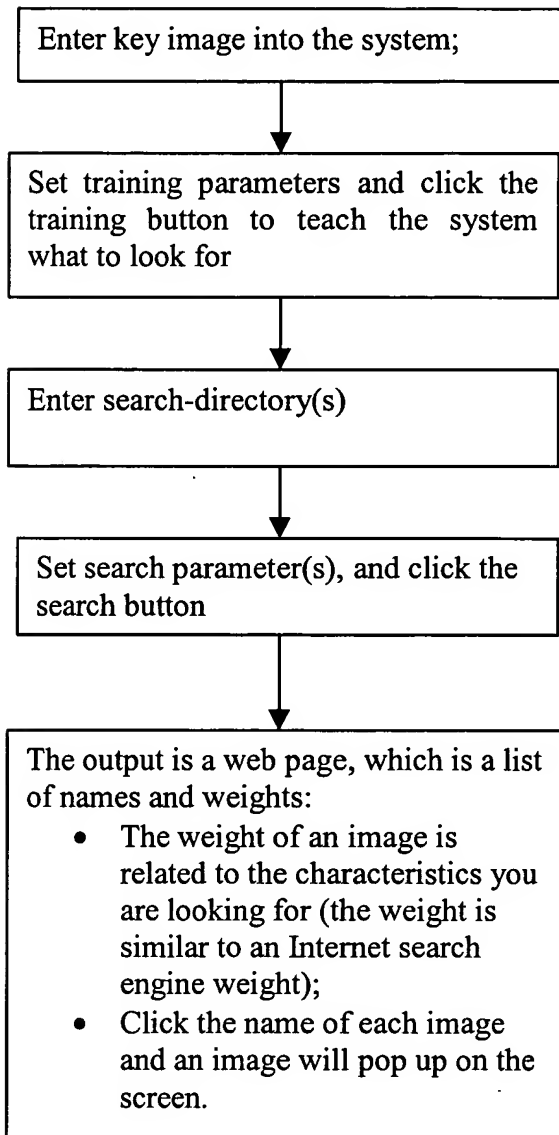 Enter key image into the system;
Set training parameters and click the
training button to teach the system
what to look for
Enter search-directory(s)
Set search parameter(s), and click the
search button
The output is a web page, which is a list
of names and weights:
• The weight of an image is
related to the characteristics you
are looking for (the weight is
similar to an Internet search
engine weight);
• Click the name of each image
and an image will pop up on the
screen.